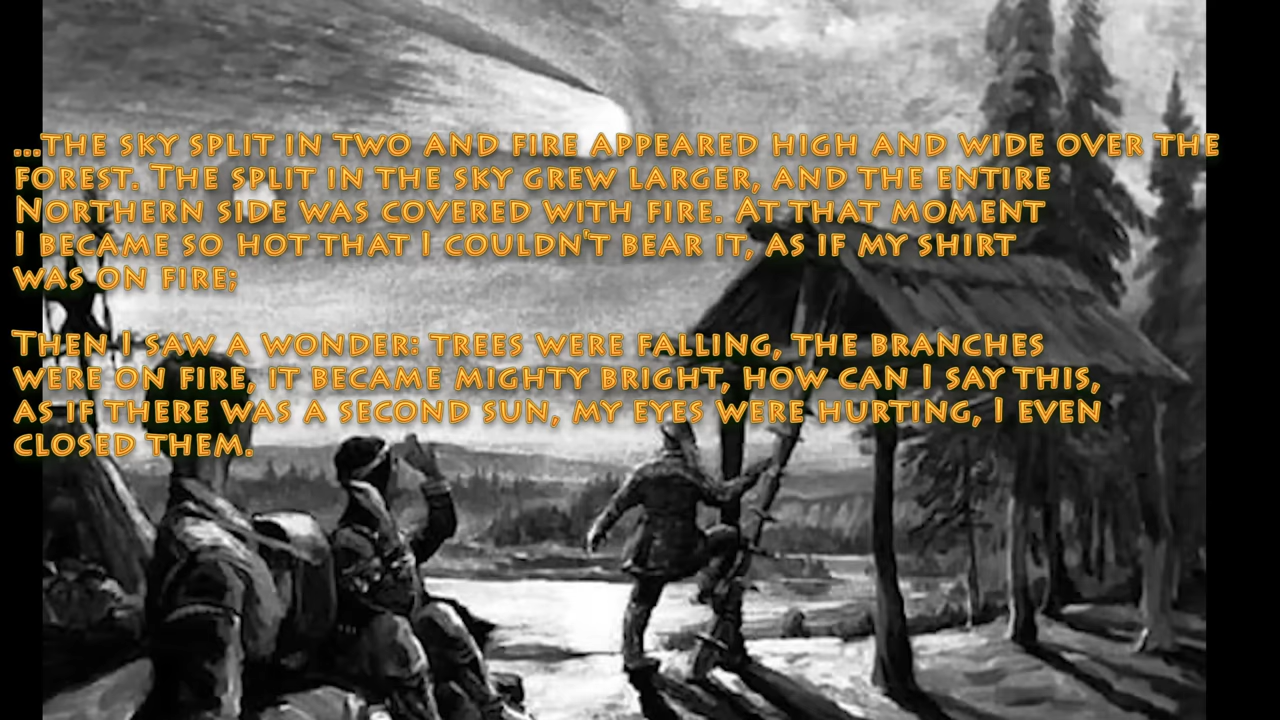 ...the sky split in two and fire appeared high and wide over the
forest. The split in the sky grew larger, and the entire
Northern side was covered with fire. At that moment
I became so hot that I couldn't bear it, as if my shirt
was on fire;
Then I saw a wonder: trees were falling, the branches
were on fire, it became mighty bright, how can I say this,
as if there was a second sun, my eyes were hurting, I even
closed them.